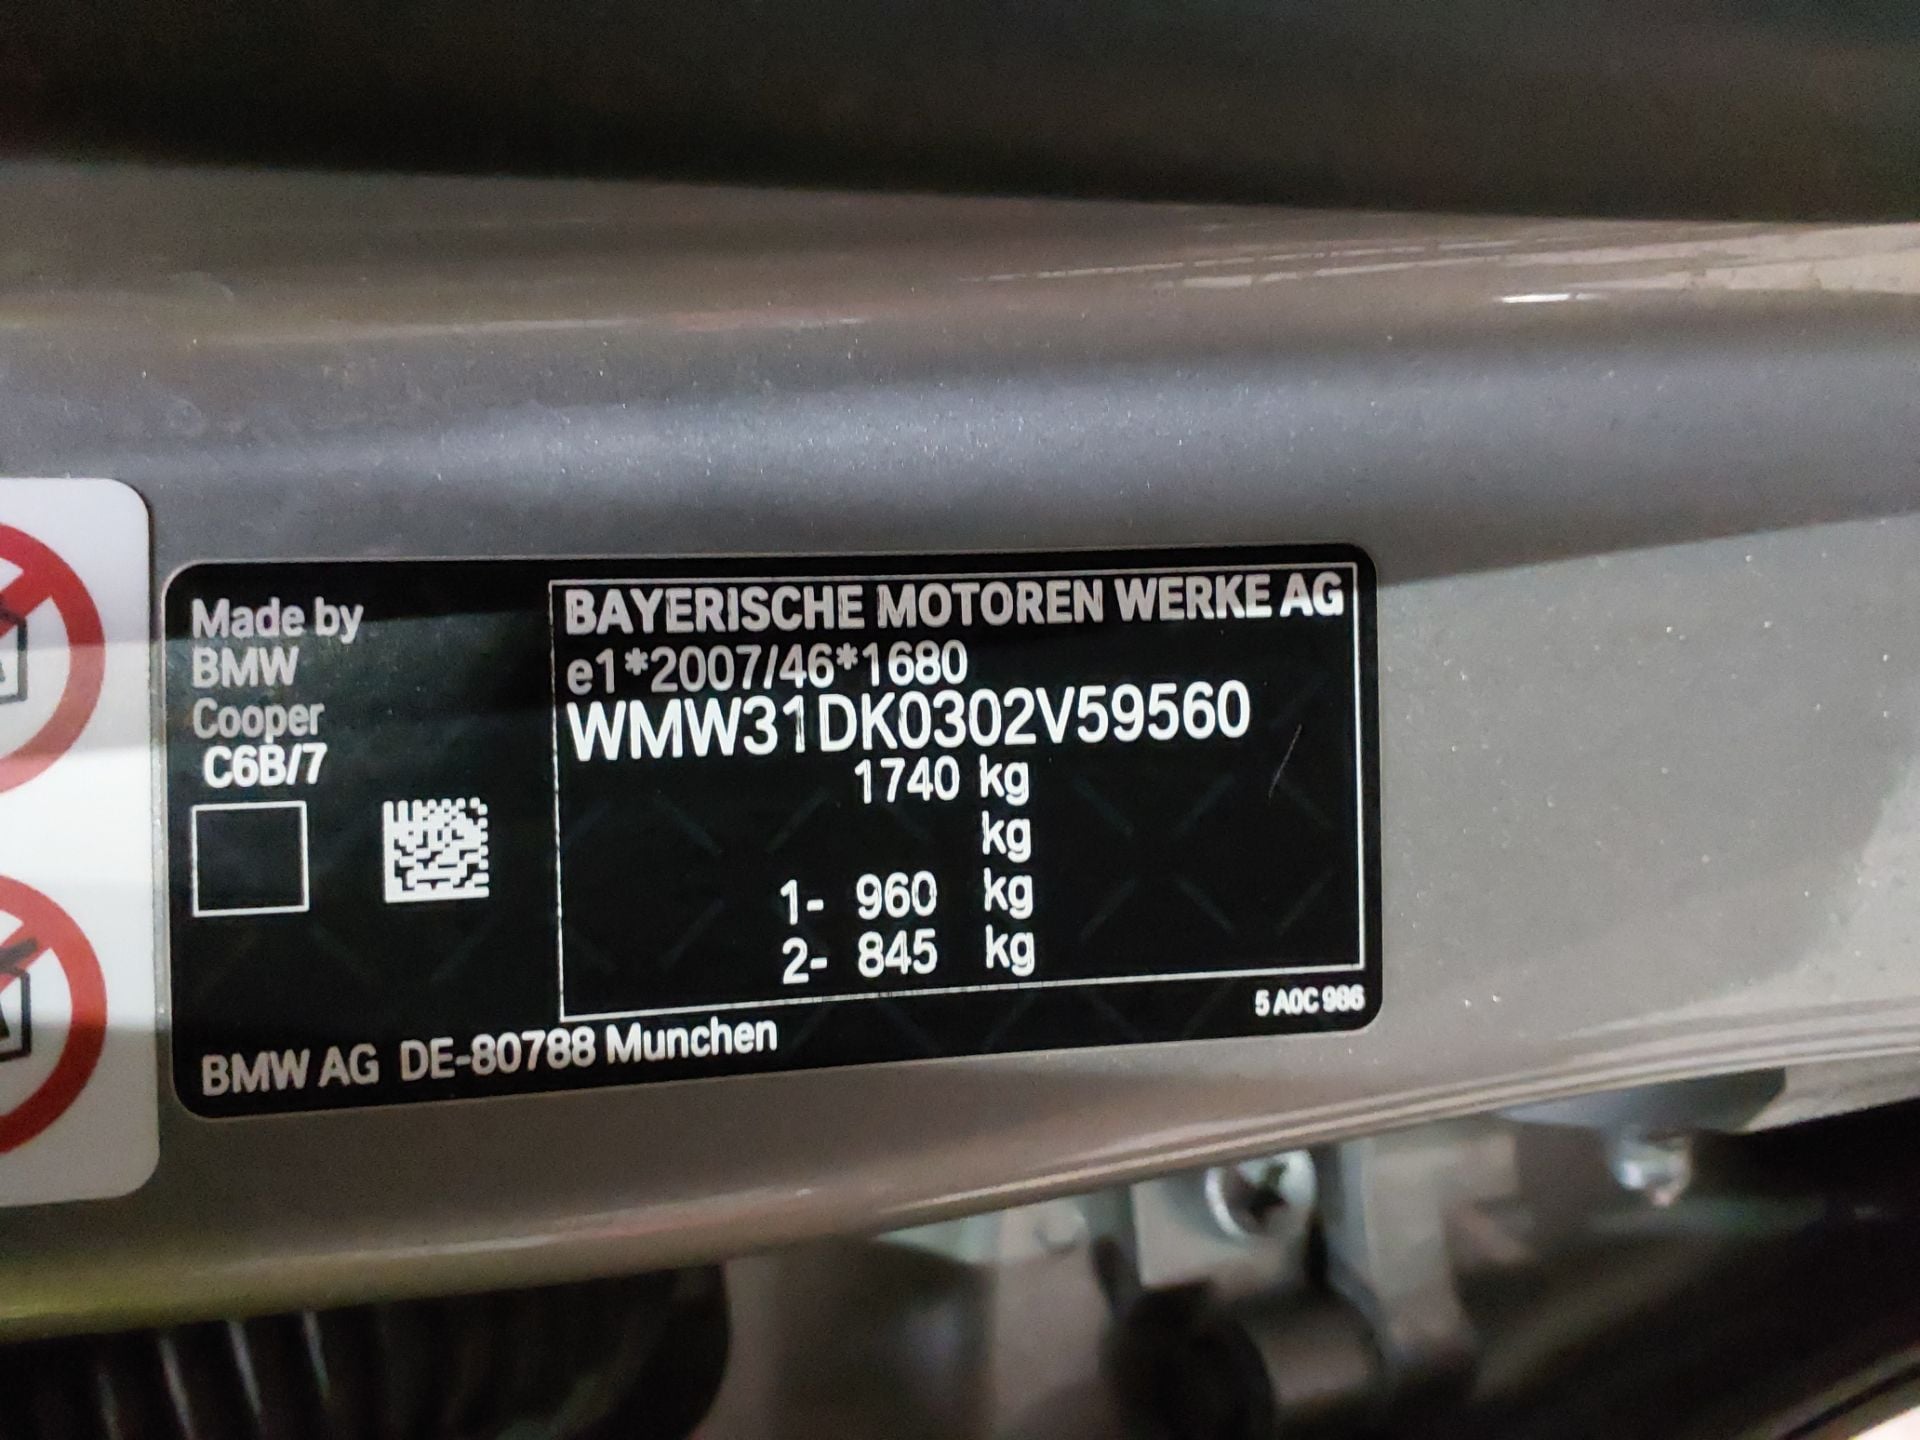 Made by
BMW
Cooper
C6B/7
BAYERISCHE MOTOREN WERKE AG
e1*2007/46*1680
WMW31DK0302V59560
1740 kg
kg
1- 960 kg
2- 845 kg
5 A0C 986
BMW AG DE-80788 Munchen